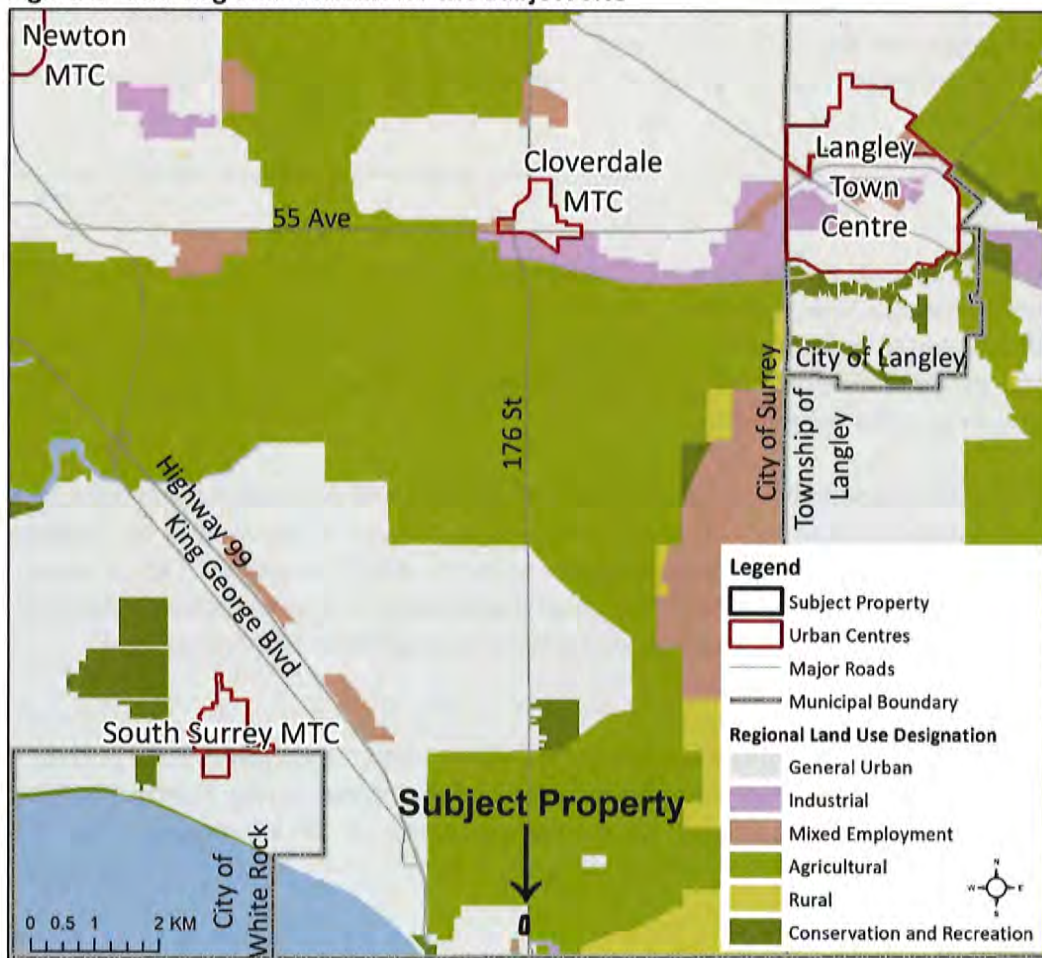 Newton
MTC
Cloverdale
MTC
Langley
Town
Centre
55 Ave
City of Langley
176 St
City of Surrey
Township of
Langley
Highway 99
King George Blvd
South Surrey MTC
Subject Property
City of
White Rock
0 0.5 1 2 KM
Legend
Subject Property
Urban Centres
Major Roads
Municipal Boundary
Regional Land Use Designation
General Urban
Industrial
Mixed Employment
Agricultural
Rural
Conservation and Recreation
N
W
E
S